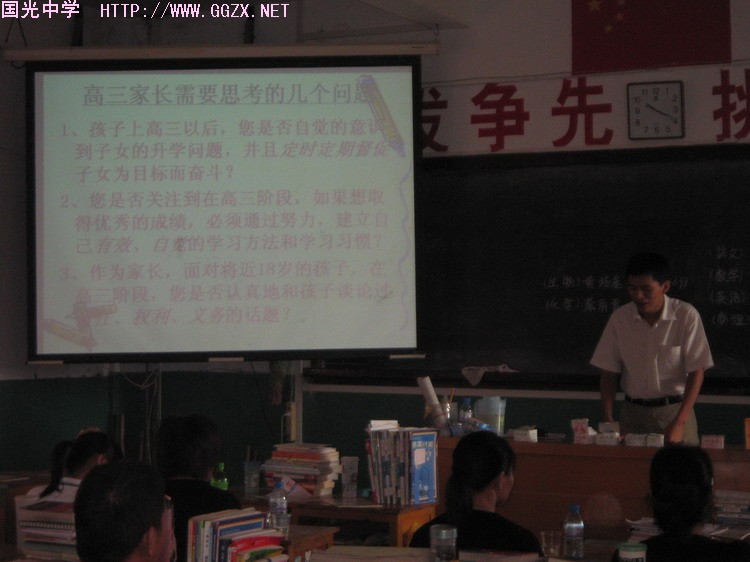 国光中学 HTTP://WWW.GGZX.NET
高三家长需要思考的几个问题
1、孩子上高三以后，您是否自觉的意识
到子女的升学问题，并且定时定期督促
子女为目标而奋斗？
2、您是否关注到在高三阶段，如果想取
得优秀的成绩，必须通过努力，建立自
己有效、自觉的学习方法和学习习惯？
3、作为家长，面对将近18岁的孩子，在
高三阶段，您是否认真地和孩子谈论过
任、权利、义务的话题？
发争先